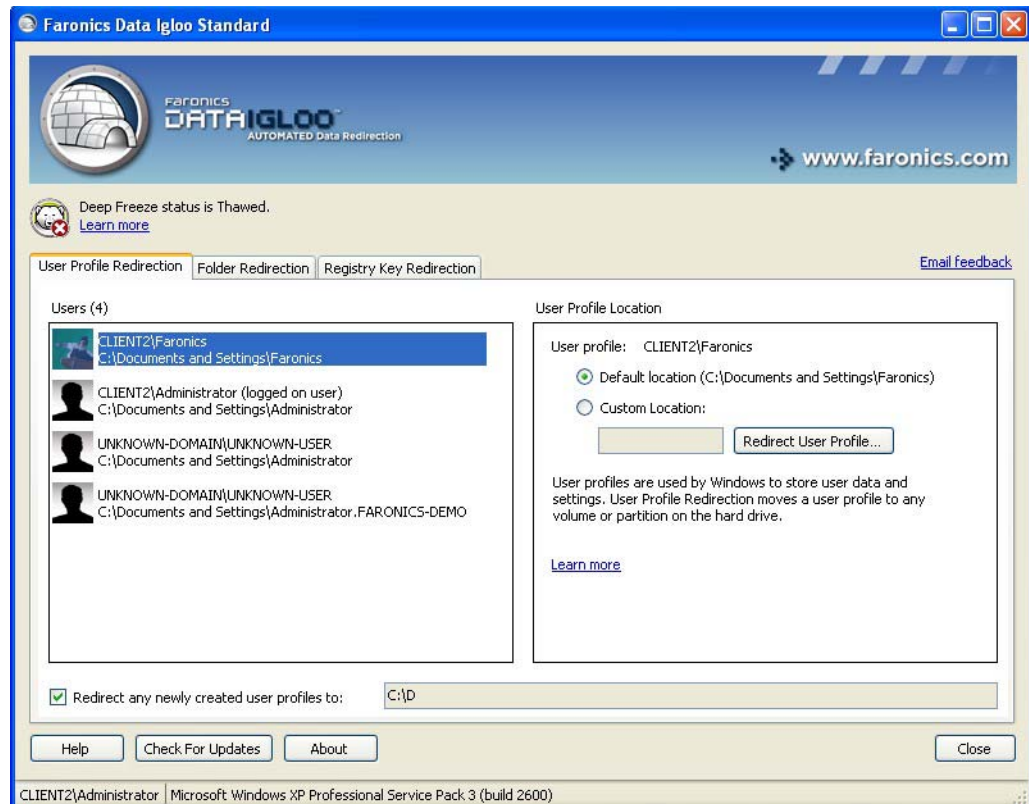 Faronics Data Igloo Standard
Faronics
DATAIGLOO™
AUTOMATED Data Redirection
www.faronics.com
Deep Freeze status is Thawed.
Learn more
User Profile Redirection
Folder Redirection
Registry Key Redirection
Email feedback
Users (4)
CLIENT2\Faronics
C:\Documents and Settings\Faronics
CLIENT2\Administrator (logged on user)
C:\Documents and Settings\Administrator
UNKNOWN-DOMAIN\UNKNOWN-USER
C:\Documents and Settings\Administrator
UNKNOWN-DOMAIN\UNKNOWN-USER
C:\Documents and Settings\Administrator.FARONICS-DEMO
User Profile Location
User profile: CLIENT2\Faronics
Default location (C:\Documents and Settings\Faronics)
Custom Location:
Redirect User Profile...
User profiles are used by Windows to store user data and
settings. User Profile Redirection moves a user profile to any
volume or partition on the hard drive.
Learn more
Redirect any newly created user profiles to:
C:\D
Help
Check For Updates
About
Close
CLIENT2\Administrator
Microsoft Windows XP Professional Service Pack 3 (build 2600)